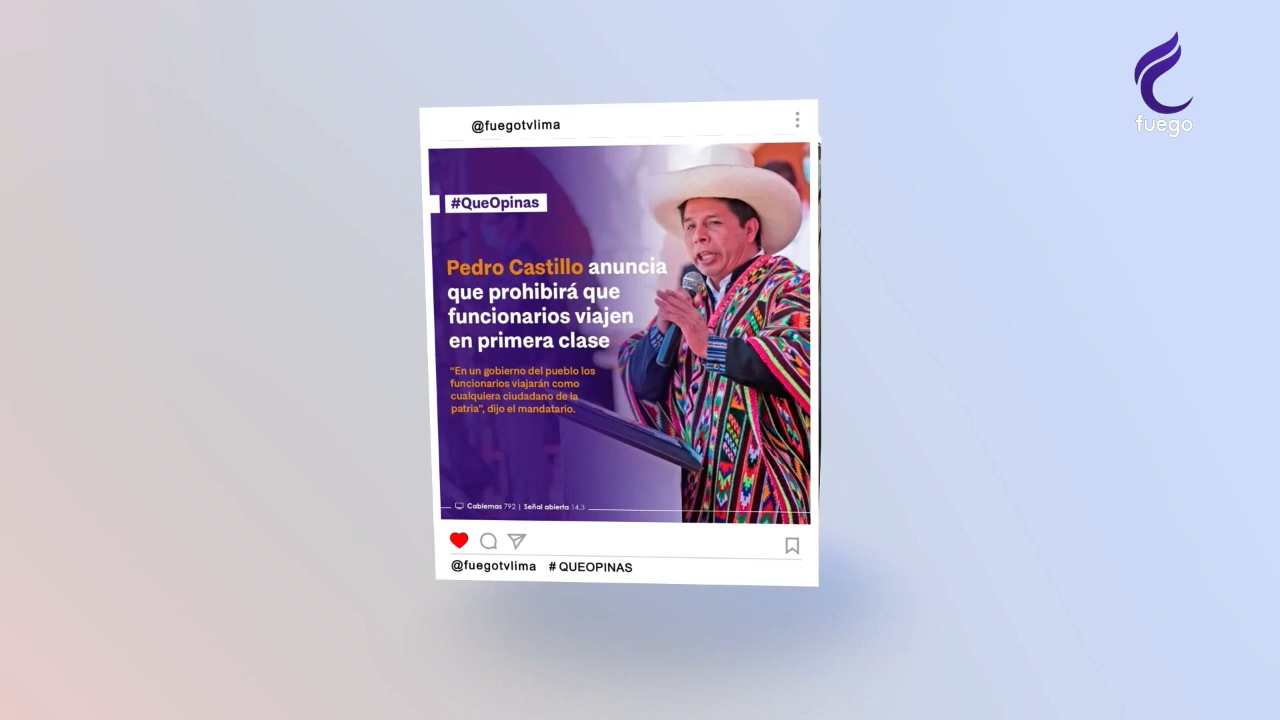 fuego
@fuegotvlima
#QueOpinas
Pedro Castillo anuncia
que prohibirá que
funcionarios viajen
en primera clase
“En un gobierno del pueblo los
funcionarios viajarán como
cualquiera ciudadano de la
patria”, dijo el mandatario.
Cablemas 792 | Señal abierta 14.3
@fuegotvlima # QUEOPINAS